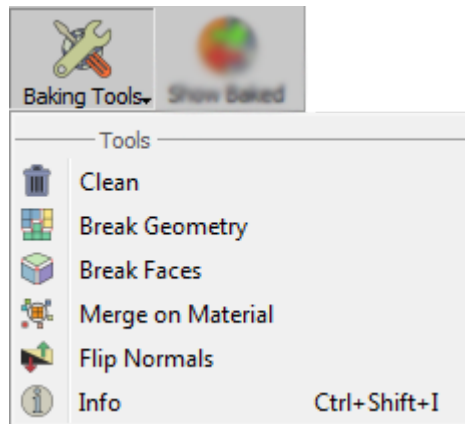 Baking Tools
Show Baked
Tools
Clean
Break Geometry
Break Faces
Merge on Material
Flip Normals
Info Ctrl+Shift+I